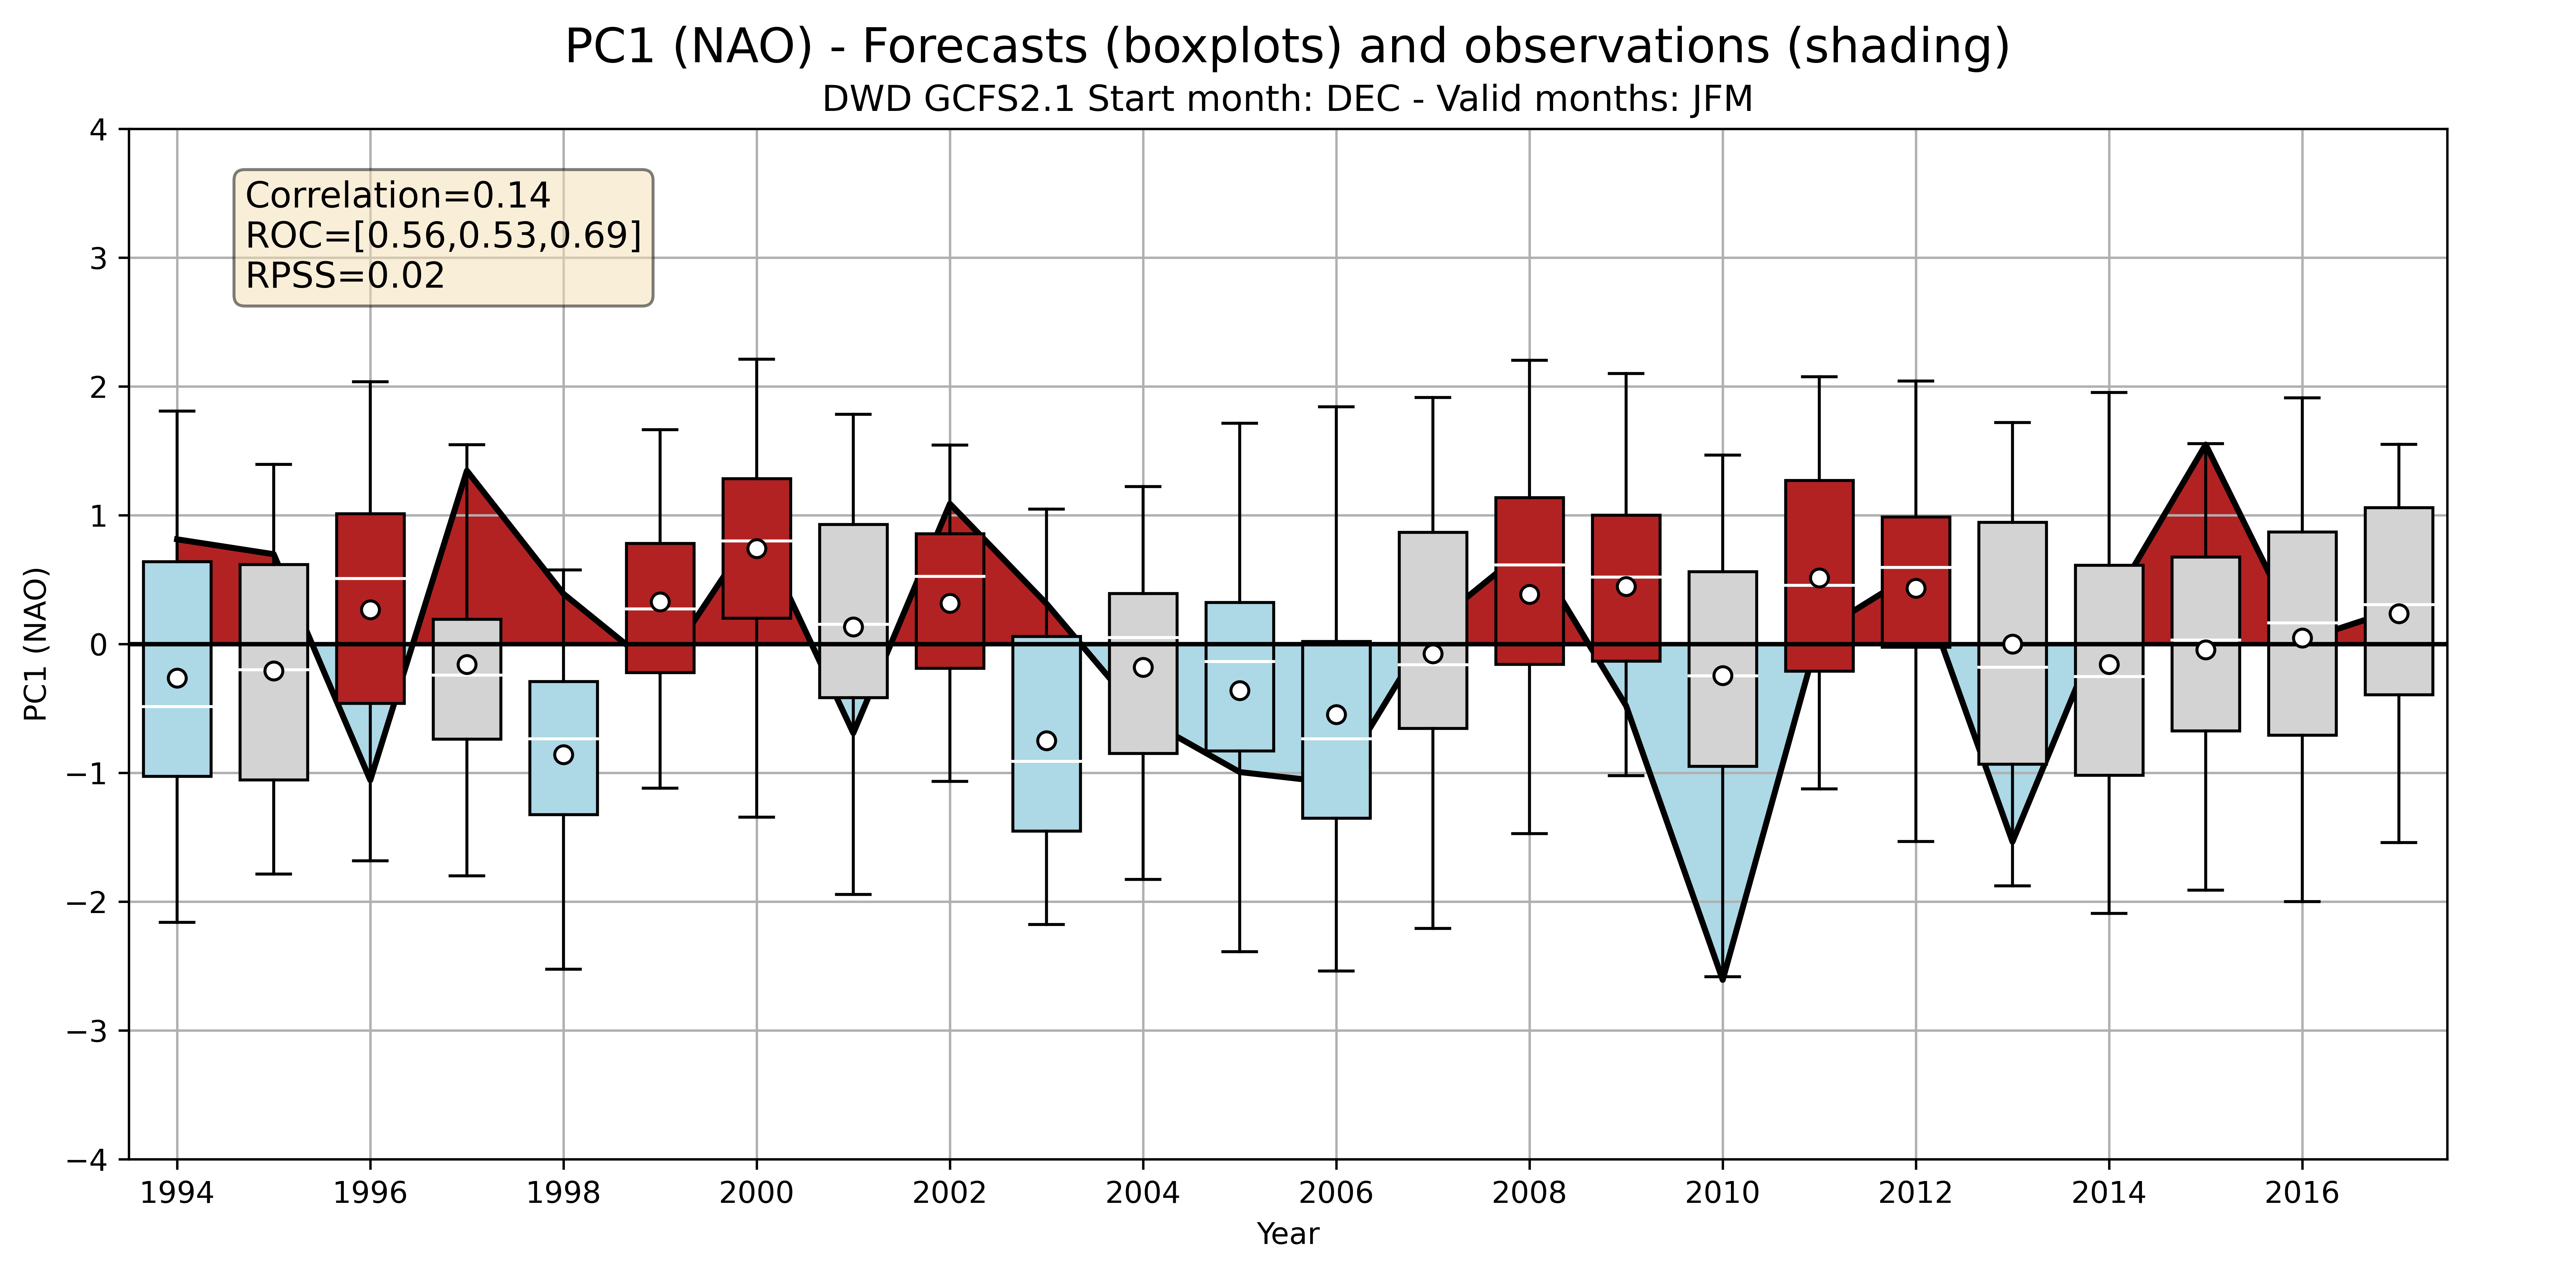 PC1 (NAO) - Forecasts (boxplots) and observations (shading)
DWD GCFS2.1 Start month: DEC - Valid months: JFM
Correlation=0.14
ROC=[0.56,0.53,0.69]
RPSS=0.02
PC1 (NAO)
4
3
2
1
0
−1
−2
−3
−4
1994 1996 1998 2000 2002 2004 2006 2008 2010 2012 2014 2016
Year